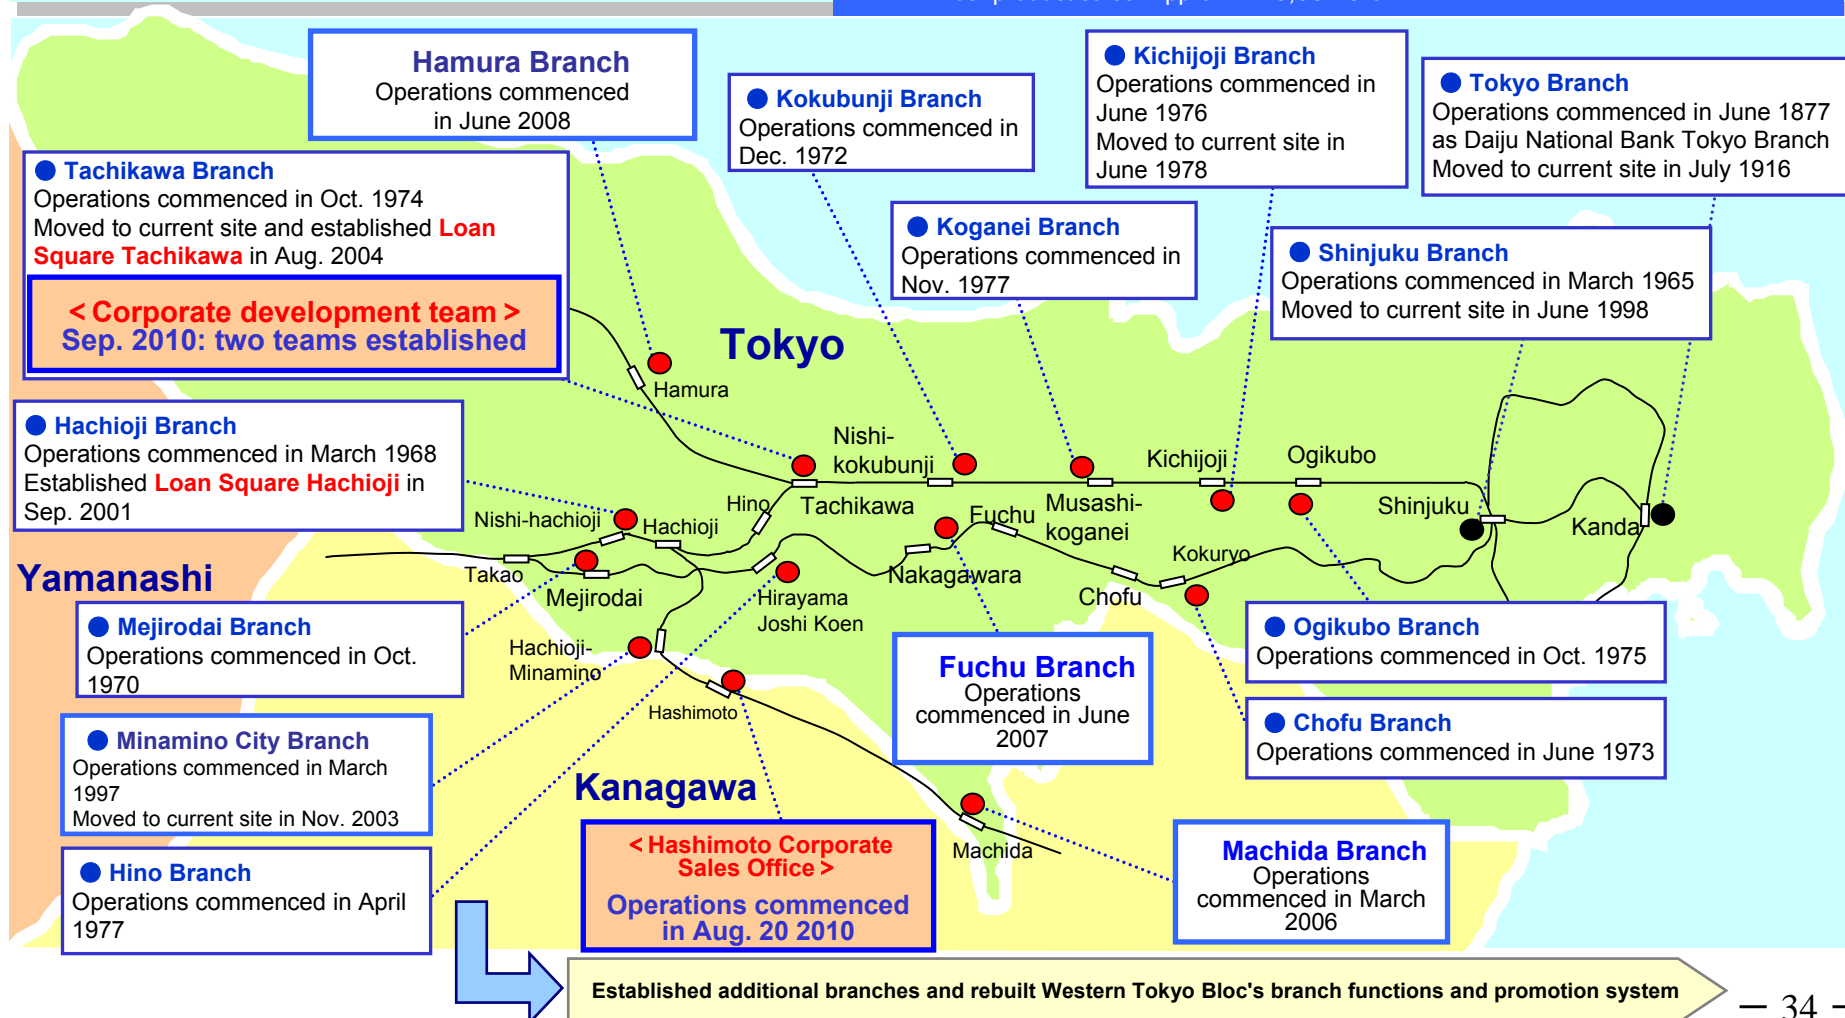 Hamura Branch
Operations commenced
in June 2008
● Kokubunji Branch
Operations commenced in
Dec. 1972
● Kichijoji Branch
Operations commenced in
June 1976
Moved to current site in
June 1978
● Tokyo Branch
Operations commenced in June 1877
as Daiju National Bank Tokyo Branch
Moved to current site in July 1916
● Tachikawa Branch
Operations commenced in Oct. 1974
Moved to current site and established Loan
Square Tachikawa in Aug. 2004
< Corporate development team >
Sep. 2010: two teams established
● Koganei Branch
Operations commenced in
Nov. 1977
● Shinjuku Branch
Operations commenced in March 1965
Moved to current site in June 1998
Tokyo
Hamura
● Hachioji Branch
Operations commenced in March 1968
Established Loan Square Hachioji in
Sep. 2001
Nishi-
kokubunji
Kichijoji
Ogikubo
Nishi-hachioji
Hachioji
Hino
Tachikawa
Fuchu
Musashi-
koganei
Shinjuku
Kanda
Yamanashi
Takao
Mejirodai
Hirayama
Joshi Koen
Nakagawara
Chofu
Kokuryo
● Mejirodai Branch
Operations commenced in Oct.
1970
Hachioji-
Minamino
Hashimoto
Fuchu Branch
Operations
commenced in June
2007
● Ogikubo Branch
Operations commenced in Oct. 1975
● Chofu Branch
Operations commenced in June 1973
● Minamino City Branch
Operations commenced in March
1997
Moved to current site in Nov. 2003
Kanagawa
● Hino Branch
Operations commenced in April
1977
< Hashimoto Corporate
Sales Office >
Operations commenced
in Aug. 20 2010
Machida
Machida Branch
Operations
commenced in March
2006
Established additional branches and rebuilt Western Tokyo Bloc's branch functions and promotion system
— 34 -